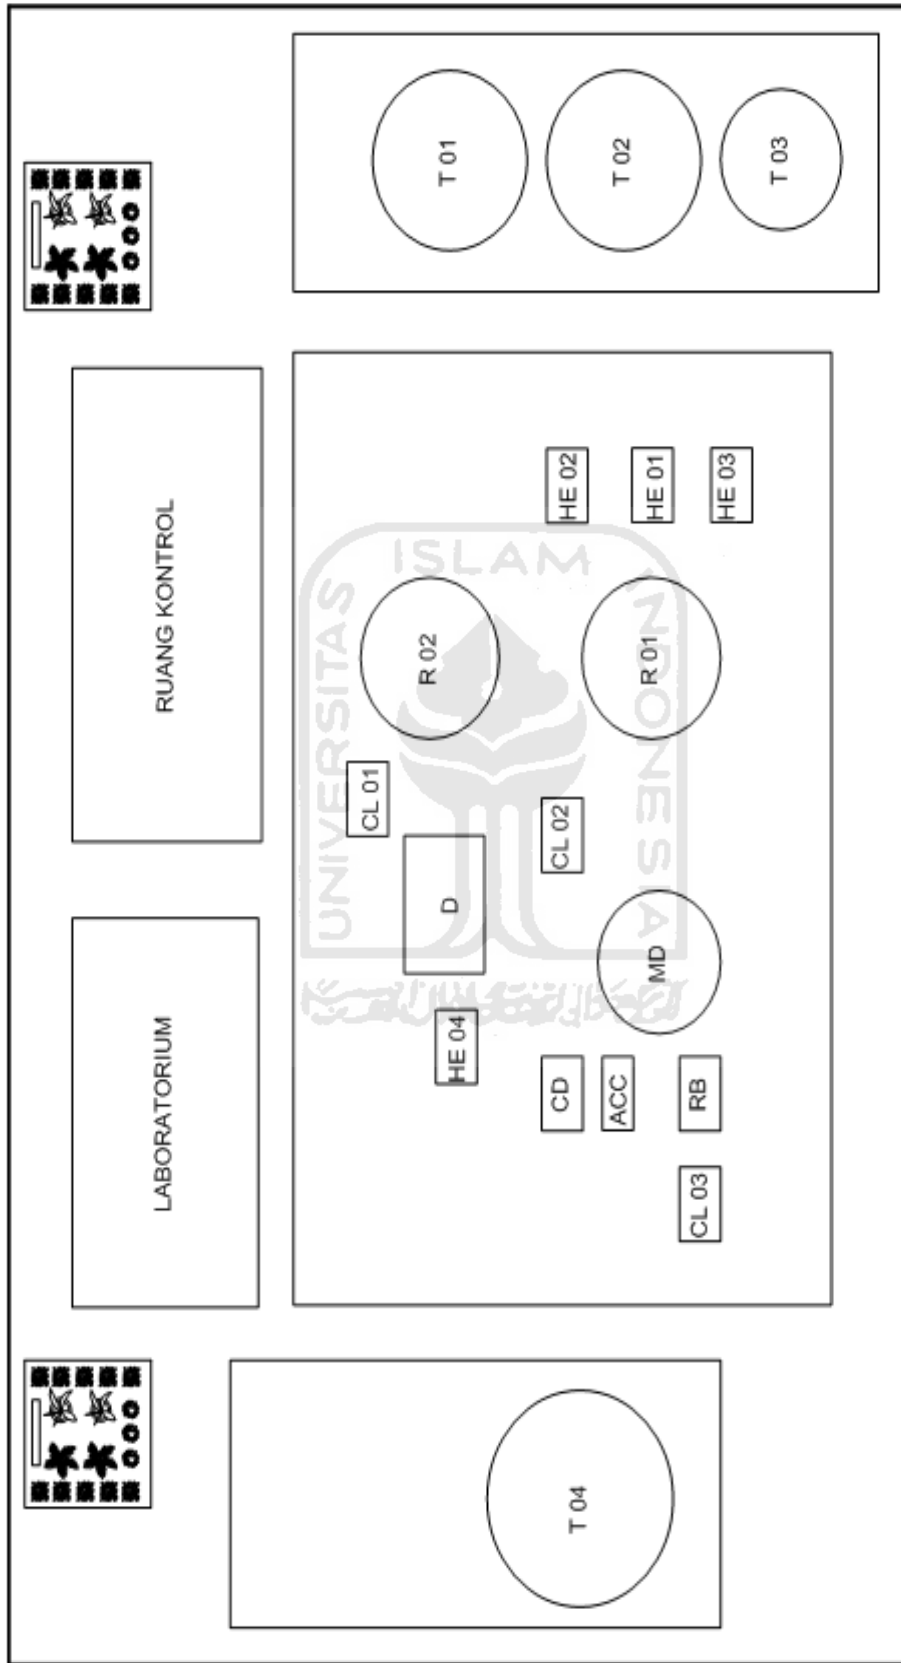 T 01
T 02
T 03
RUANG KONTROL
HE 02
HE 01
HE 03
ISLAM
UNIVERSITAS
INDONESIA
R 02
R 01
CL 01
CL 02
D
MD
LABORATORIUM
HE 04
CD
ACC
RB
CL 03
T 04